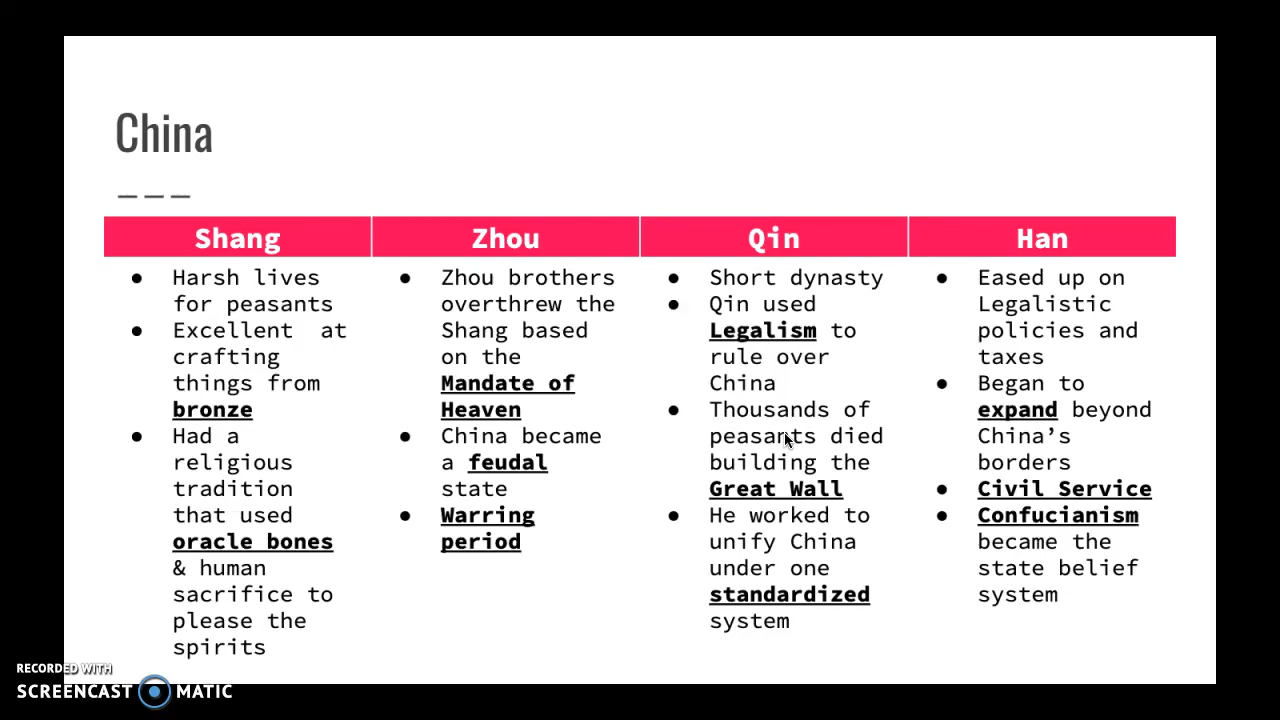 China
Shang
Harsh lives
for peasants
Excellent at
crafting
things from
bronze
Had a
religious
tradition
that used
oracle bones
& human
sacrifice to
please the
spirits
Zhou
Zhou brothers
overthrew the
Shang based
on the
Mandate of
Heaven
China became
a feudal
state
Warring
period
Qin
Short dynasty
Qin used
Legalism to
rule over
China
Thousands of
peasants died
building the
Great Wall
He worked to
unify China
under one
standardized
system
Han
Eased up on
Legalistic
policies and
taxes
Began to
expand beyond
China’s
borders
Civil Service
Confucianism
became the
state belief
system
RECORDED WITH
SCREENCAST MATIC